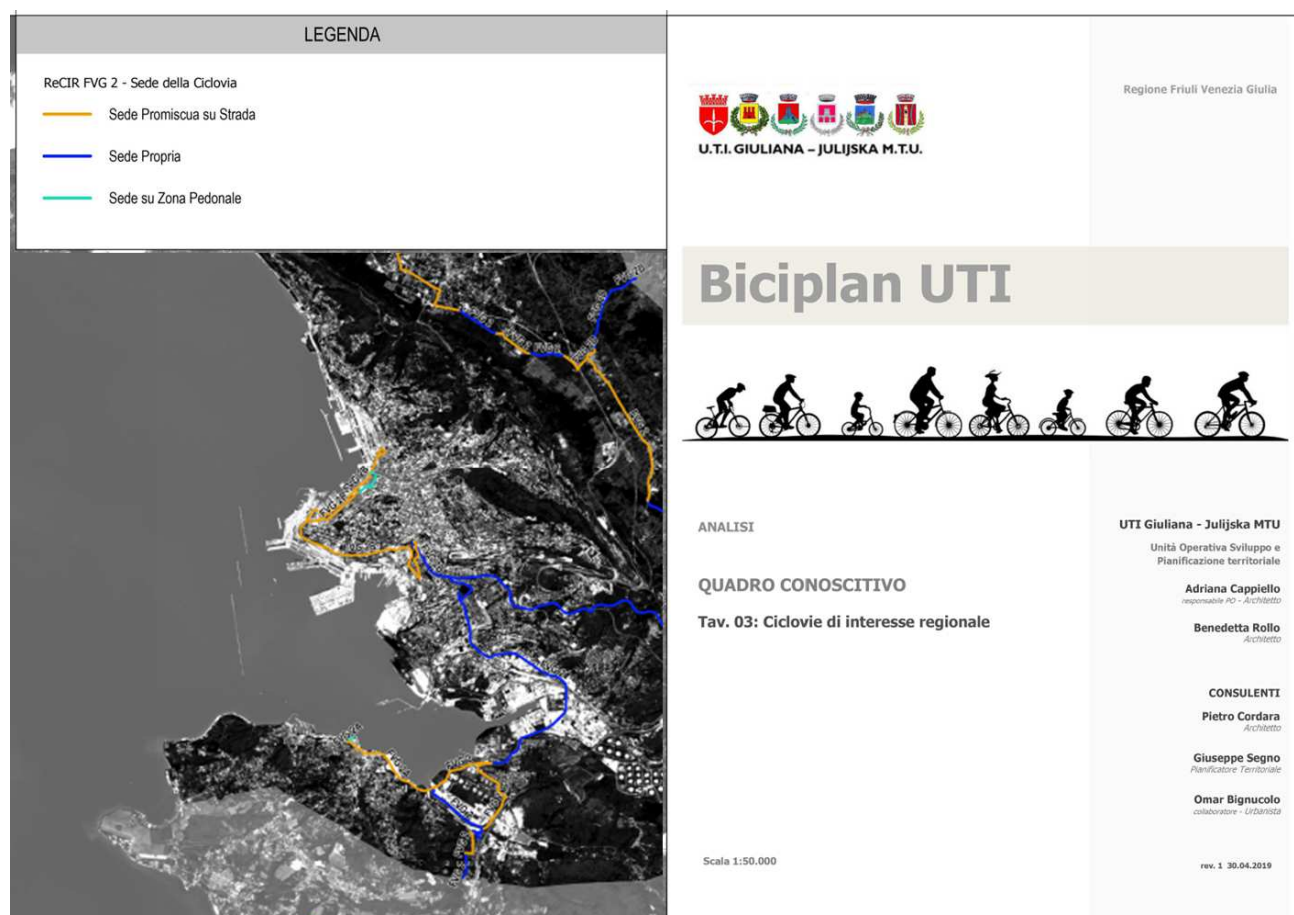 LEGENDA
ReCIR FVG 2 - Sede della Ciclovia
Sede Promiscua su Strada
Sede Propria
Sede su Zona Pedonale
FVG 2D
Regione Friuli Venezia Giulia
U.T.I. GIULIANA – JULIJSKA M.T.U.
Biciplan UTI
ANALISI
QUADRO CONOSCITIVO
Tav. 03: Ciclovie di interesse regionale
Scala 1:50.000
UTI Giuliana - Julijska MTU
Unità Operativa Sviluppo e
Pianificazione territoriale
Adriana Cappiello
responsabile PO - Architetto
Benedetta Rollo
Architetto
CONSULENTI
Pietro Cordara
Architetto
Giuseppe Segno
Pianificatore Territoriale
Omar Bignucolo
collaboratore - Urbanista
rev. 1 30.04.2019